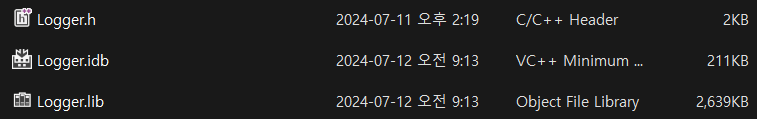 Logger.h 2024-07-11 오후 2:19 C/C++ Header 2KB
Logger.idb 2024-07-12 오전 9:13 VC++ Minimum ... 211KB
Logger.lib 2024-07-12 오전 9:13 Object File Library 2,639KB